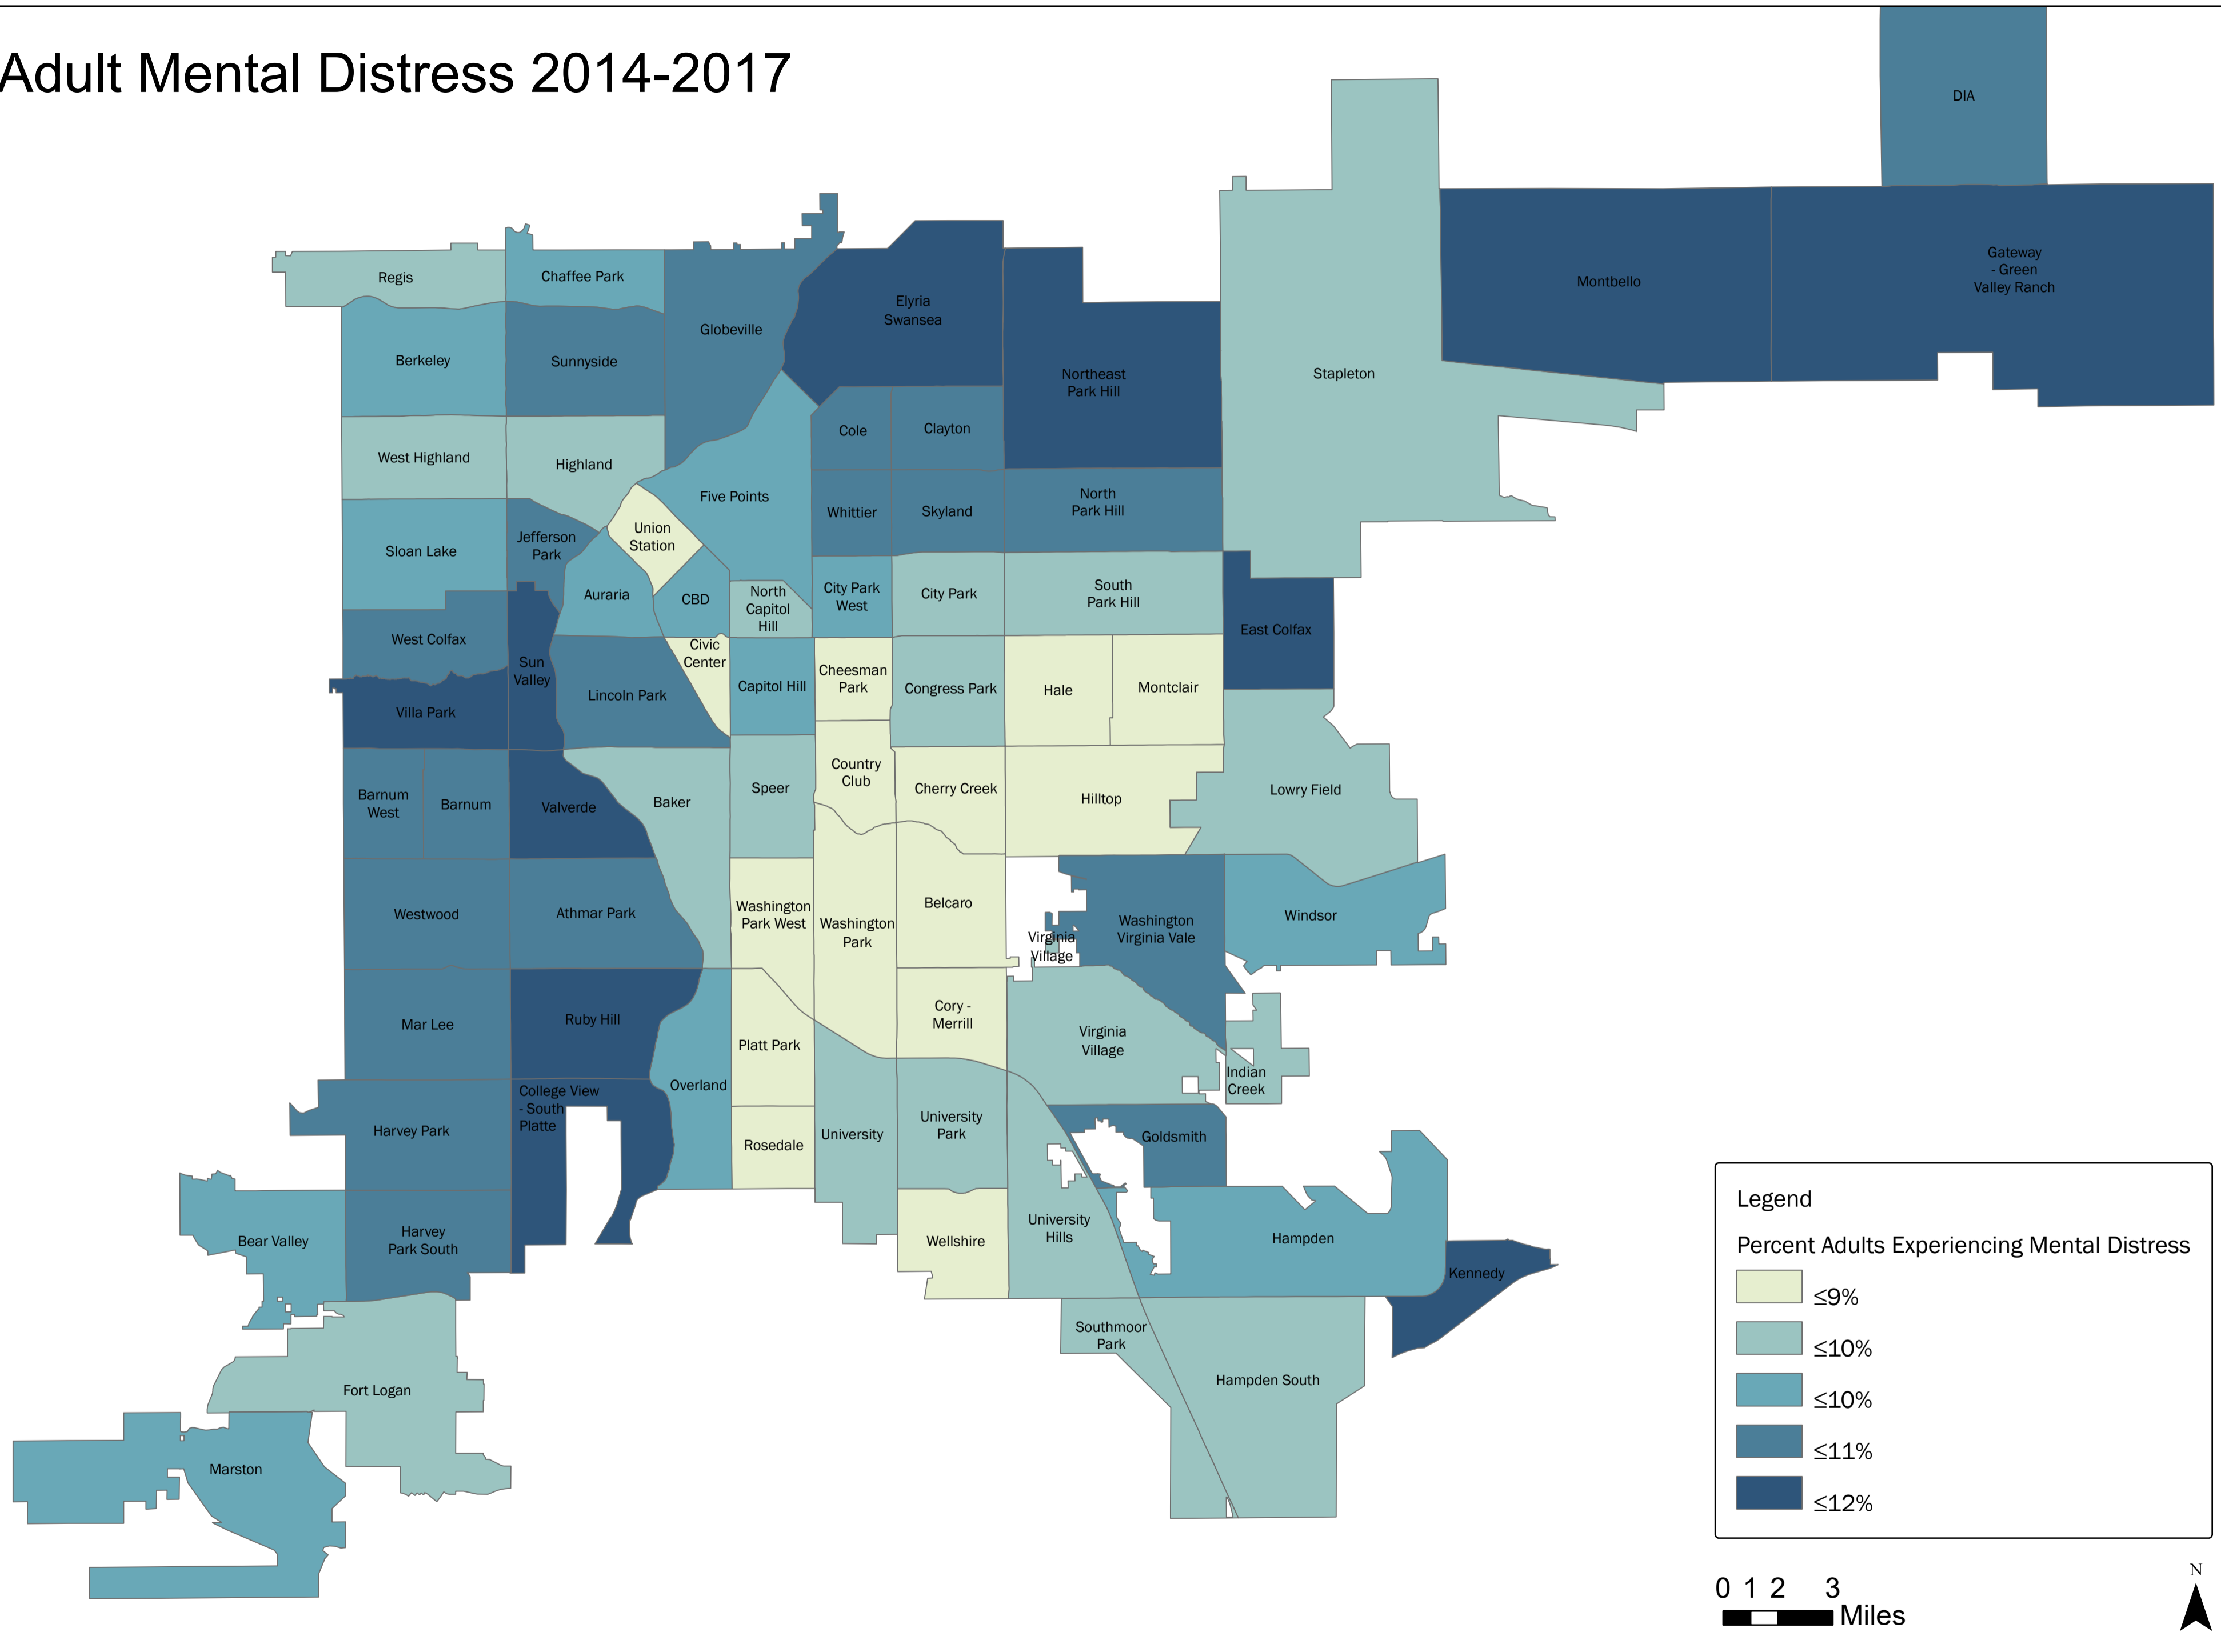 Adult Mental Distress 2014-2017
DIA
Gateway
- Green
Valley Ranch
Montbello
Regis
Chaffee Park
Elyria
Swansea
Globeville
Berkeley
Sunnyside
Northeast
Park Hill
Stapleton
Cole
Clayton
West Highland
Highland
Five Points
North
Park Hill
Whittier
Skyland
Union
Station
Jefferson
Park
Sloan Lake
Auraria
CBD
North
Capitol
Hill
City Park
West
City Park
South
Park Hill
East Colfax
West Colfax
Civic
Center
Sun
Valley
Lincoln Park
Capitol Hill
Cheesman
Park
Congress Park
Hale
Montclair
Villa Park
Country
Club
Cherry Creek
Hilltop
Lowry Field
Barnum
West
Barnum
Valverde
Baker
Speer
Westwood
Athmar Park
Washington
Park West
Washington
Park
Belcaro
Virginia
Village
Washington
Virginia Vale
Windsor
Mar Lee
Ruby Hill
Platt Park
Cory -
Merrill
Virginia
Village
Indian
Creek
College View
- South
Platte
Overland
Harvey Park
Rosedale
University
University
Park
Goldsmith
Bear Valley
Harvey
Park South
Wellshire
University
Hills
Hampden
Kennedy
Southmoor
Park
Hampden South
Fort Logan
Marston
Legend
Percent Adults Experiencing Mental Distress
≤9%
≤10%
≤10%
≤11%
≤12%
N
0 1 2 3
Miles